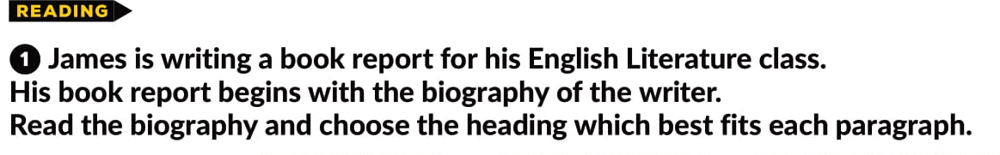 READING
1 James is writing a book report for his English Literature class.
His book report begins with the biography of the writer.
Read the biography and choose the heading which best fits each paragraph.